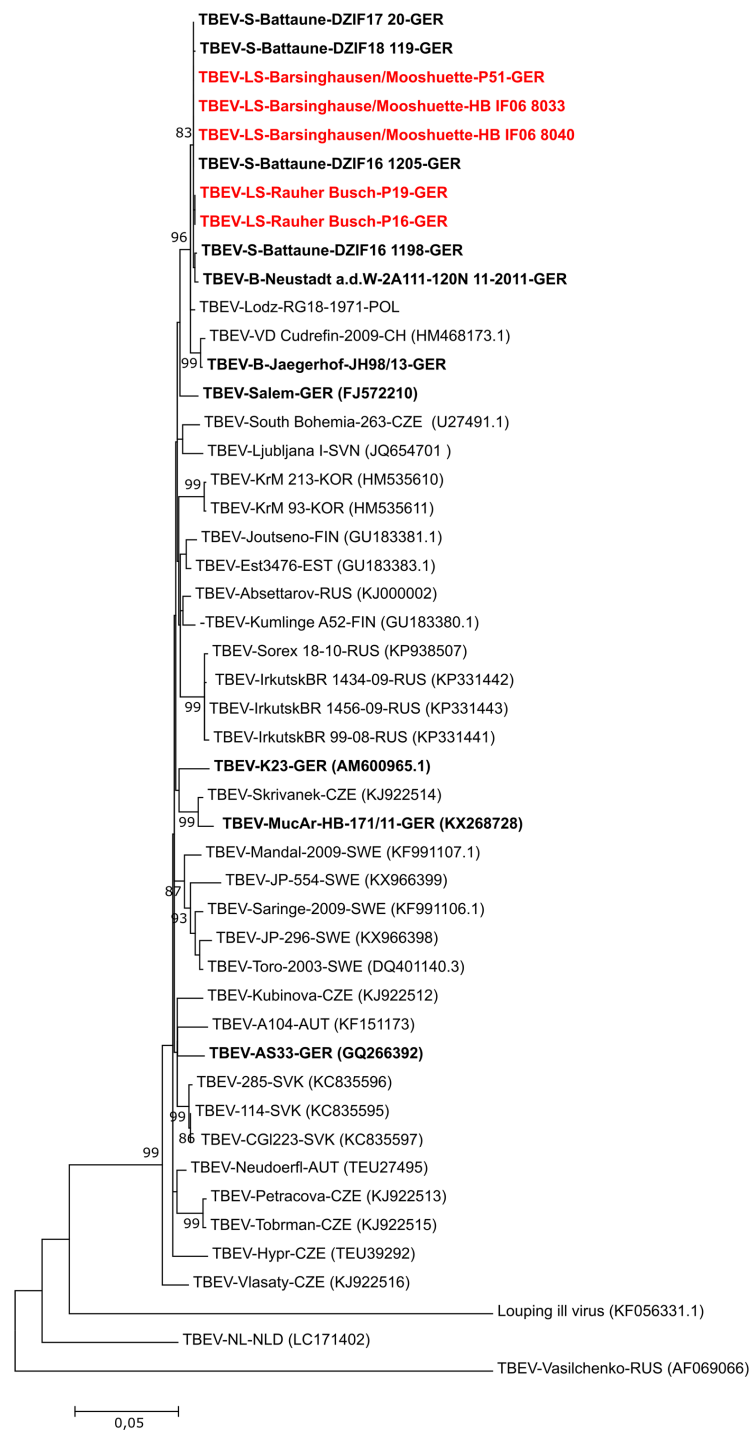 TBEV-S-Battaune-DZIF17 20-GER
TBEV-S-Battaune-DZIF18 119-GER
TBEV-LS-Barsinghausen/Mooshuette-P51-GER
TBEV-LS-Barsinghause/Mooshuette-HB IF06 8033
83
TBEV-LS-Barsinghausen/Mooshuette-HB IF06 8040
TBEV-S-Battaune-DZIF16 1205-GER
TBEV-LS-Rauher Busch-P19-GER
TBEV-LS-Rauher Busch-P16-GER
96
TBEV-S-Battaune-DZIF16 1198-GER
TBEV-B-Neustadt a.d.W-2A111-120N 11-2011-GER
TBEV-Lodz-RG18-1971-POL
TBEV-VD Cudrefin-2009-CH (HM468173.1)
99
TBEV-B-Jaegerhof-JH98/13-GER
TBEV-Salem-GER (FJ572210)
TBEV-South Bohemia-263-CZE (U27491.1)
TBEV-Ljubljana I-SVN (JQ654701 )
99
TBEV-KrM 213-KOR (HM535610)
TBEV-KrM 93-KOR (HM535611)
TBEV-Joutseno-FIN (GU183381.1)
TBEV-Est3476-EST (GU183383.1)
TBEV-Absettarov-RUS (KJ000002)
-TBEV-Kumlinge A52-FIN (GU183380.1)
TBEV-Sorex 18-10-RUS (KP938507)
TBEV-IrkutskBR 1434-09-RUS (KP331442)
99
TBEV-IrkutskBR 1456-09-RUS (KP331443)
TBEV-IrkutskBR 99-08-RUS (KP331441)
TBEV-K23-GER (AM600965.1)
TBEV-Skrivanek-CZE (KJ922514)
99
TBEV-MucAr-HB-171/11-GER (KX268728)
TBEV-Mandal-2009-SWE (KF991107.1)
87
TBEV-JP-554-SWE (KX966399)
93
TBEV-Saringe-2009-SWE (KF991106.1)
TBEV-JP-296-SWE (KX966398)
TBEV-Toro-2003-SWE (DQ401140.3)
TBEV-Kubinova-CZE (KJ922512)
TBEV-A104-AUT (KF151173)
TBEV-AS33-GER (GQ266392)
TBEV-285-SVK (KC835596)
99
TBEV-114-SVK (KC835595)
86
TBEV-CGl223-SVK (KC835597)
99
TBEV-Neudoerfl-AUT (TEU27495)
TBEV-Petracova-CZE (KJ922513)
99
TBEV-Tobrman-CZE (KJ922515)
TBEV-Hypr-CZE (TEU39292)
TBEV-Vlasaty-CZE (KJ922516)
Louping ill virus (KF056331.1)
TBEV-NL-NLD (LC171402)
TBEV-Vasilchenko-RUS (AF069066)
0,05